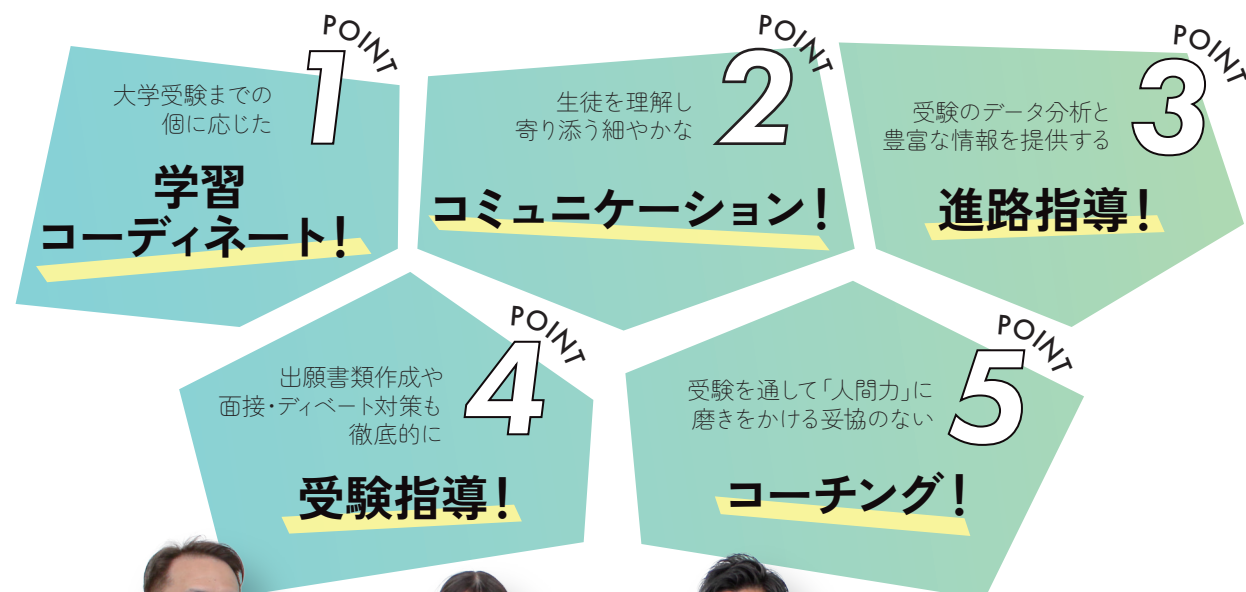 POINT
1
大学受験までの
個に応じた
学習
コーディネート!
POINT
2
生徒を理解し
寄り添う細やかな
コミュニケーション!
POINT
3
受験のデータ分析と
豊富な情報を提供する
進路指導!
POINT
4
出願書類作成や
面接・ディベート対策も
徹底的に
受験指導!
POINT
5
受験を通して「人間力」に
磨きをかける妥協のない
コーチング!